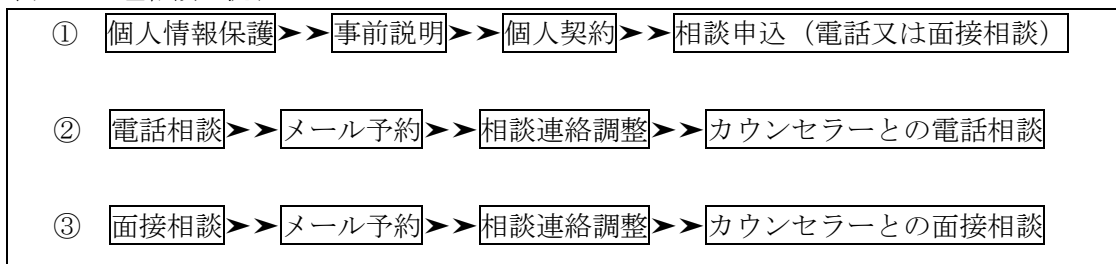 ① 個人情報保護➤➤事前説明➤➤個人契約➤➤相談申込（電話又は面接相談）
② 電話相談➤➤メール予約➤➤相談連絡調整➤➤カウンセラーとの電話相談
③ 面接相談➤➤メール予約➤➤相談連絡調整➤➤カウンセラーとの面接相談